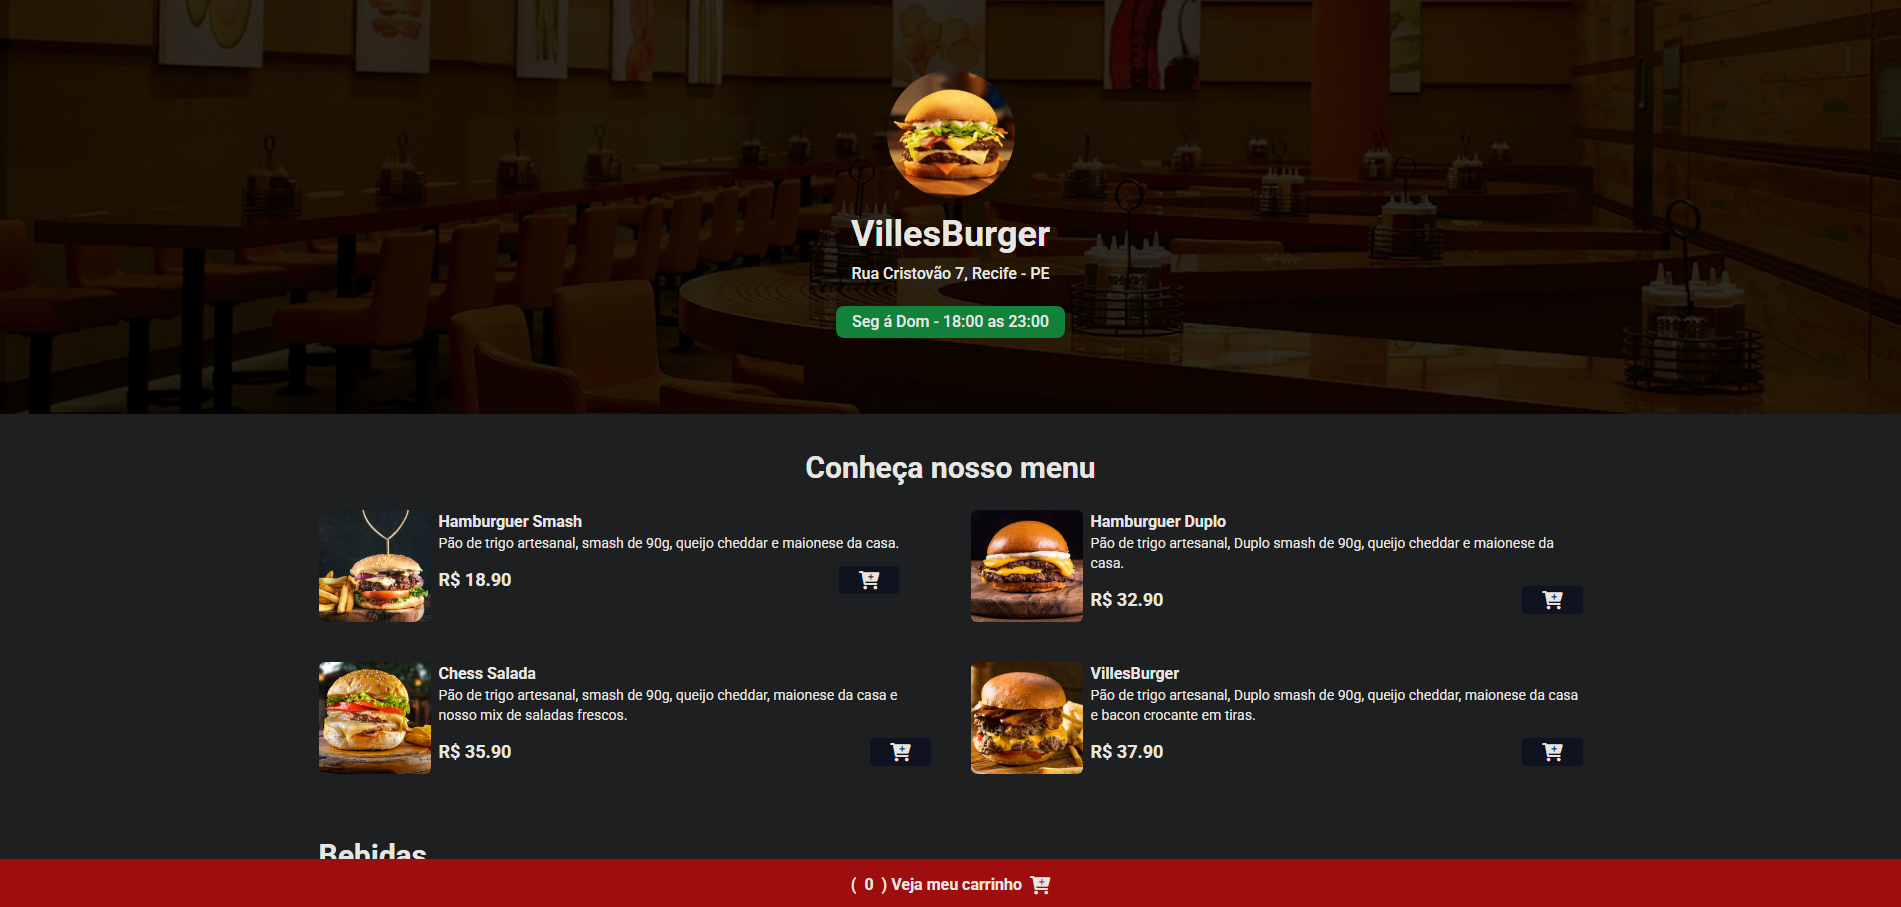 VillesBurger
Rua Cristovão 7, Recife - PE
Seg á Dom - 18:00 as 23:00
Conheça nosso menu
Hamburguer Smash
Pão de trigo artesanal, smash de 90g, queijo cheddar e maionese da casa.
R$ 18.90
Hamburguer Duplo
Pão de trigo artesanal, Duplo smash de 90g, queijo cheddar e maionese da
casa.
R$ 32.90
Chess Salada
Pão de trigo artesanal, smash de 90g, queijo cheddar, maionese da casa e
nosso mix de saladas frescos.
R$ 35.90
VillesBurger
Pão de trigo artesanal, Duplo smash de 90g, queijo cheddar, maionese da casa
e bacon crocante em tiras.
R$ 37.90
Bebidas
( 0 ) Veja meu carrinho